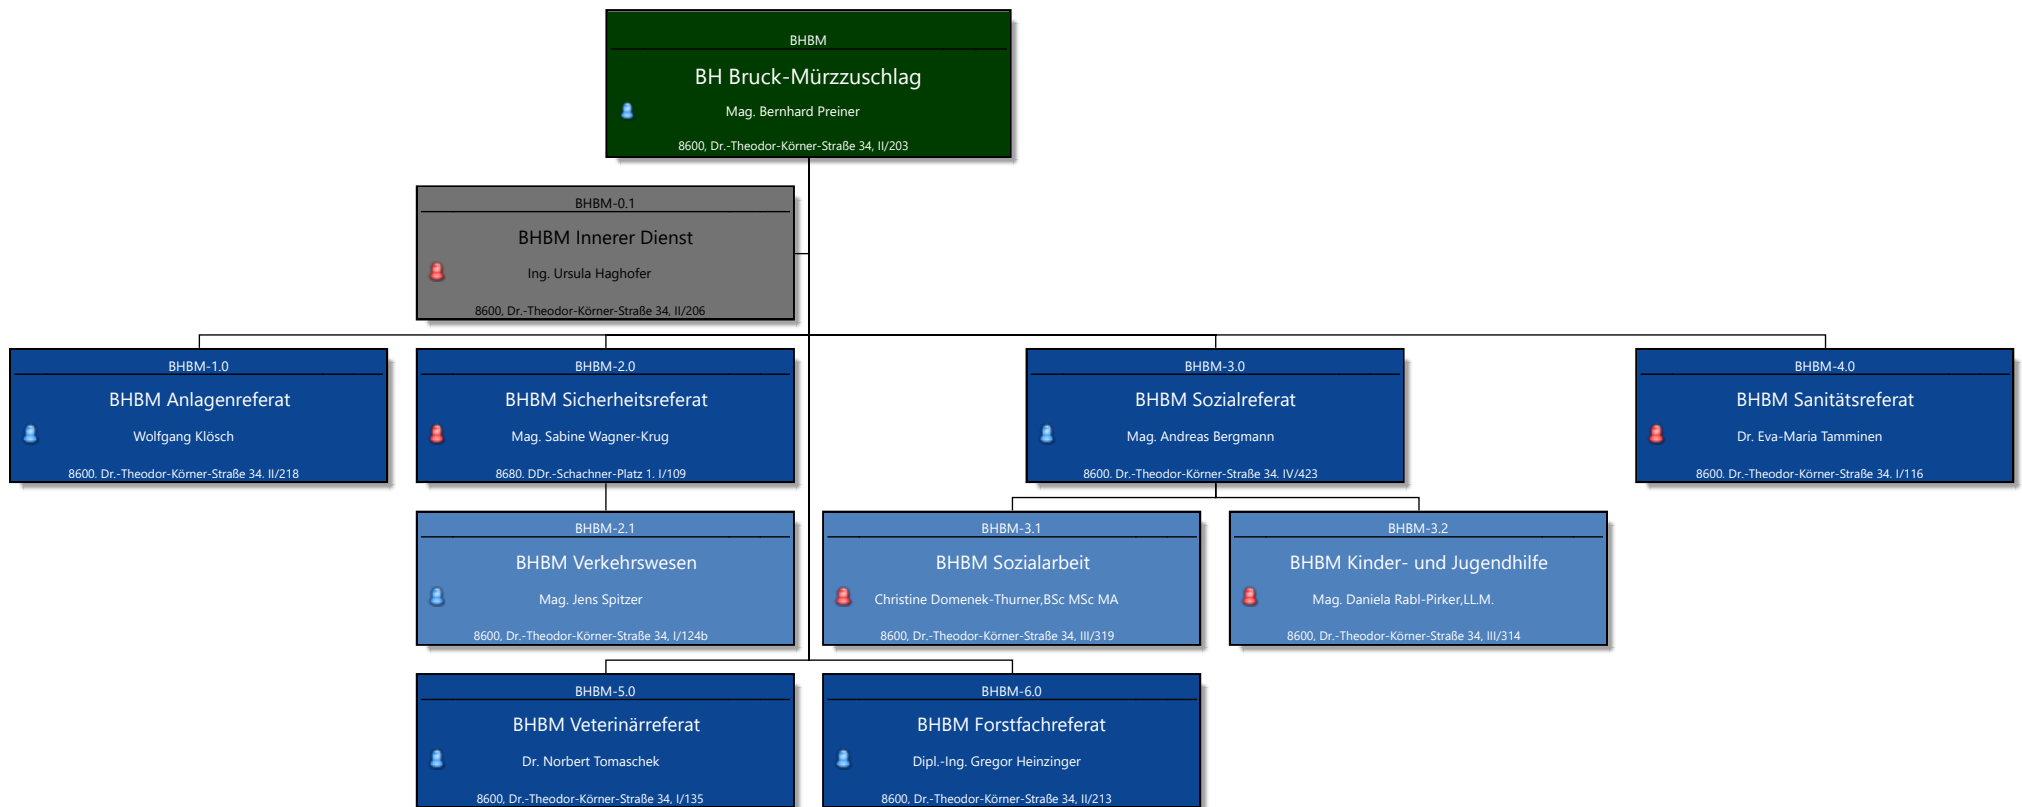 BHBM
BH Bruck-Mürzzuschlag
Mag. Bernhard Preiner
8600, Dr.-Theodor-Körner-Straße 34, II/203
BHBM-0.1
BHBM Innerer Dienst
Ing. Ursula Haghofer
8600, Dr.-Theodor-Körner-Straße 34, II/206
BHBM-1.0
BHBM Anlagenreferat
Wolfgang Klösch
8600. Dr.-Theodor-Körner-Straße 34. II/218
BHBM-2.0
BHBM Sicherheitsreferat
Mag. Sabine Wagner-Krug
8680. DDr.-Schachner-Platz 1. I/109
BHBM-3.0
BHBM Sozialreferat
Mag. Andreas Bergmann
8600. Dr.-Theodor-Körner-Straße 34. IV/423
BHBM-4.0
BHBM Sanitätsreferat
Dr. Eva-Maria Tamminen
8600. Dr.-Theodor-Körner-Straße 34. I/116
BHBM-2.1
BHBM Verkehrswesen
Mag. Jens Spitzer
8600, Dr.-Theodor-Körner-Straße 34, I/124b
BHBM-3.1
BHBM Sozialarbeit
Christine Domenek-Thurner,BSc MSc MA
8600, Dr.-Theodor-Körner-Straße 34, III/319
BHBM-3.2
BHBM Kinder- und Jugendhilfe
Mag. Daniela Rabl-Pirker,LL.M.
8600, Dr.-Theodor-Körner-Straße 34, III/314
BHBM-5.0
BHBM Veterinärreferat
Dr. Norbert Tomaschek
8600, Dr.-Theodor-Körner-Straße 34, I/135
BHBM-6.0
BHBM Forstfachreferat
Dipl.-Ing. Gregor Heinzinger
8600, Dr.-Theodor-Körner-Straße 34, II/213